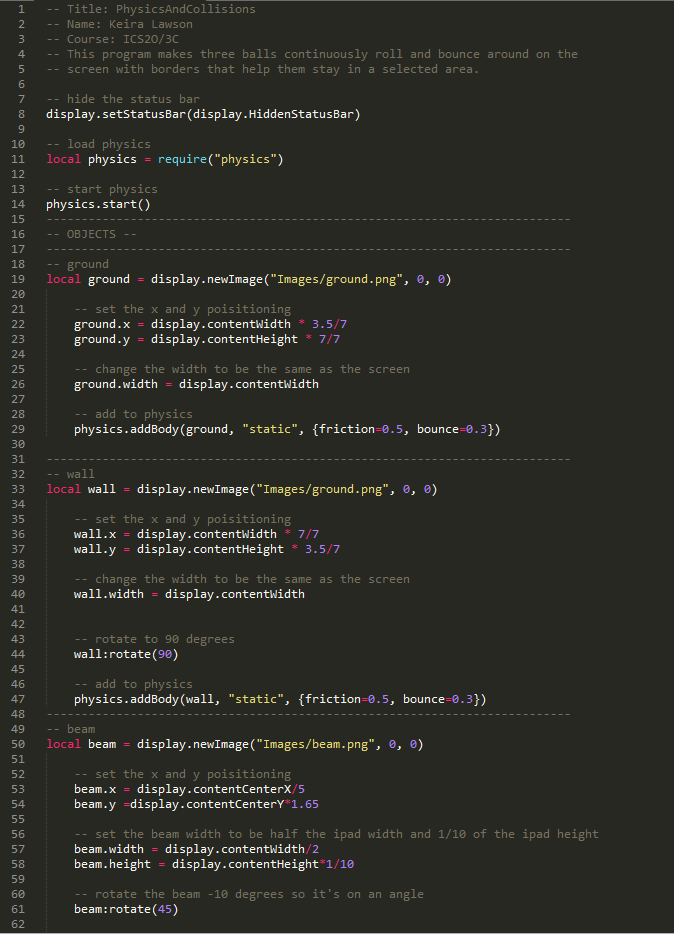 1 -- Title: PhysicsAndCollisions
2 -- Name: Keira Lawson
3 -- Course: ICS2O/3C
4 -- This program makes three balls continuously roll and bounce around on the
5 -- screen with borders that help them stay in a selected area.
6
7 -- hide the status bar
8 display.setStatusBar(display.HiddenStatusBar)
9
10 -- load physics
11 local physics = require("physics")
12
13 -- start physics
14 physics.start()
15 ---------------------------------------------------------------------------
16 -- OBJECTS --
17 ---------------------------------------------------------------------------
18 -- ground
19 local ground = display.newImage("Images/ground.png", 0, 0)
20
21 -- set the x and y poisitioning
22 ground.x = display.contentWidth * 3.5/7
23 ground.y = display.contentHeight * 7/7
24
25 -- change the width to be the same as the screen
26 ground.width = display.contentWidth
27
28 -- add to physics
29 physics.addBody(ground, "static", {friction=0.5, bounce=0.3})
30
31 ---------------------------------------------------------------------------
32 -- wall
33 local wall = display.newImage("Images/ground.png", 0, 0)
34
35 -- set the x and y poisitioning
36 wall.x = display.contentWidth * 7/7
37 wall.y = display.contentHeight * 3.5/7
38
39 -- change the width to be the same as the screen
40 wall.width = display.contentWidth
41
42
43 -- rotate to 90 degrees
44 wall:rotate(90)
45
46 -- add to physics
47 physics.addBody(wall, "static", {friction=0.5, bounce=0.3})
48 ---------------------------------------------------------------------------
49 -- beam
50 local beam = display.newImage("Images/beam.png", 0, 0)
51
52 -- set the x and y poisitioning
53 beam.x = display.contentCenterX/5
54 beam.y =display.contentCenterY*1.65
55
56 -- set the beam width to be half the ipad width and 1/10 of the ipad height
57 beam.width = display.contentWidth/2
58 beam.height = display.contentHeight*1/10
59
60 -- rotate the beam -10 degrees so it's on an angle
61 beam:rotate(45)
62